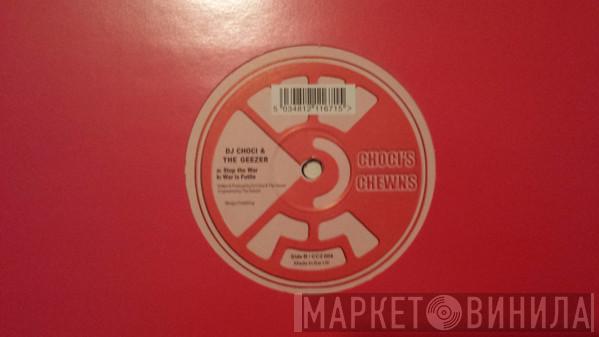 5 034812 116715 >
DJ CHOCI &
THE GEEZER
a: Stop the War
b: War is Futile
CHOCI'S
CHEWNS
Side B / CCZ 004
Made in the UK
МАРКЕТ ВИНИЛА